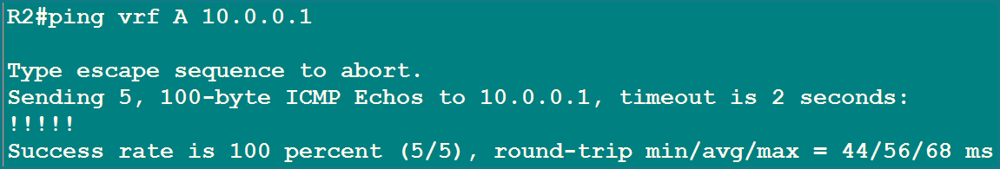 R2#ping vrf A 10.0.0.1
Type escape sequence to abort.
Sending 5, 100-byte ICMP Echos to 10.0.0.1, timeout is 2 seconds:
!!!!!
Success rate is 100 percent (5/5), round-trip min/avg/max = 44/56/68 ms